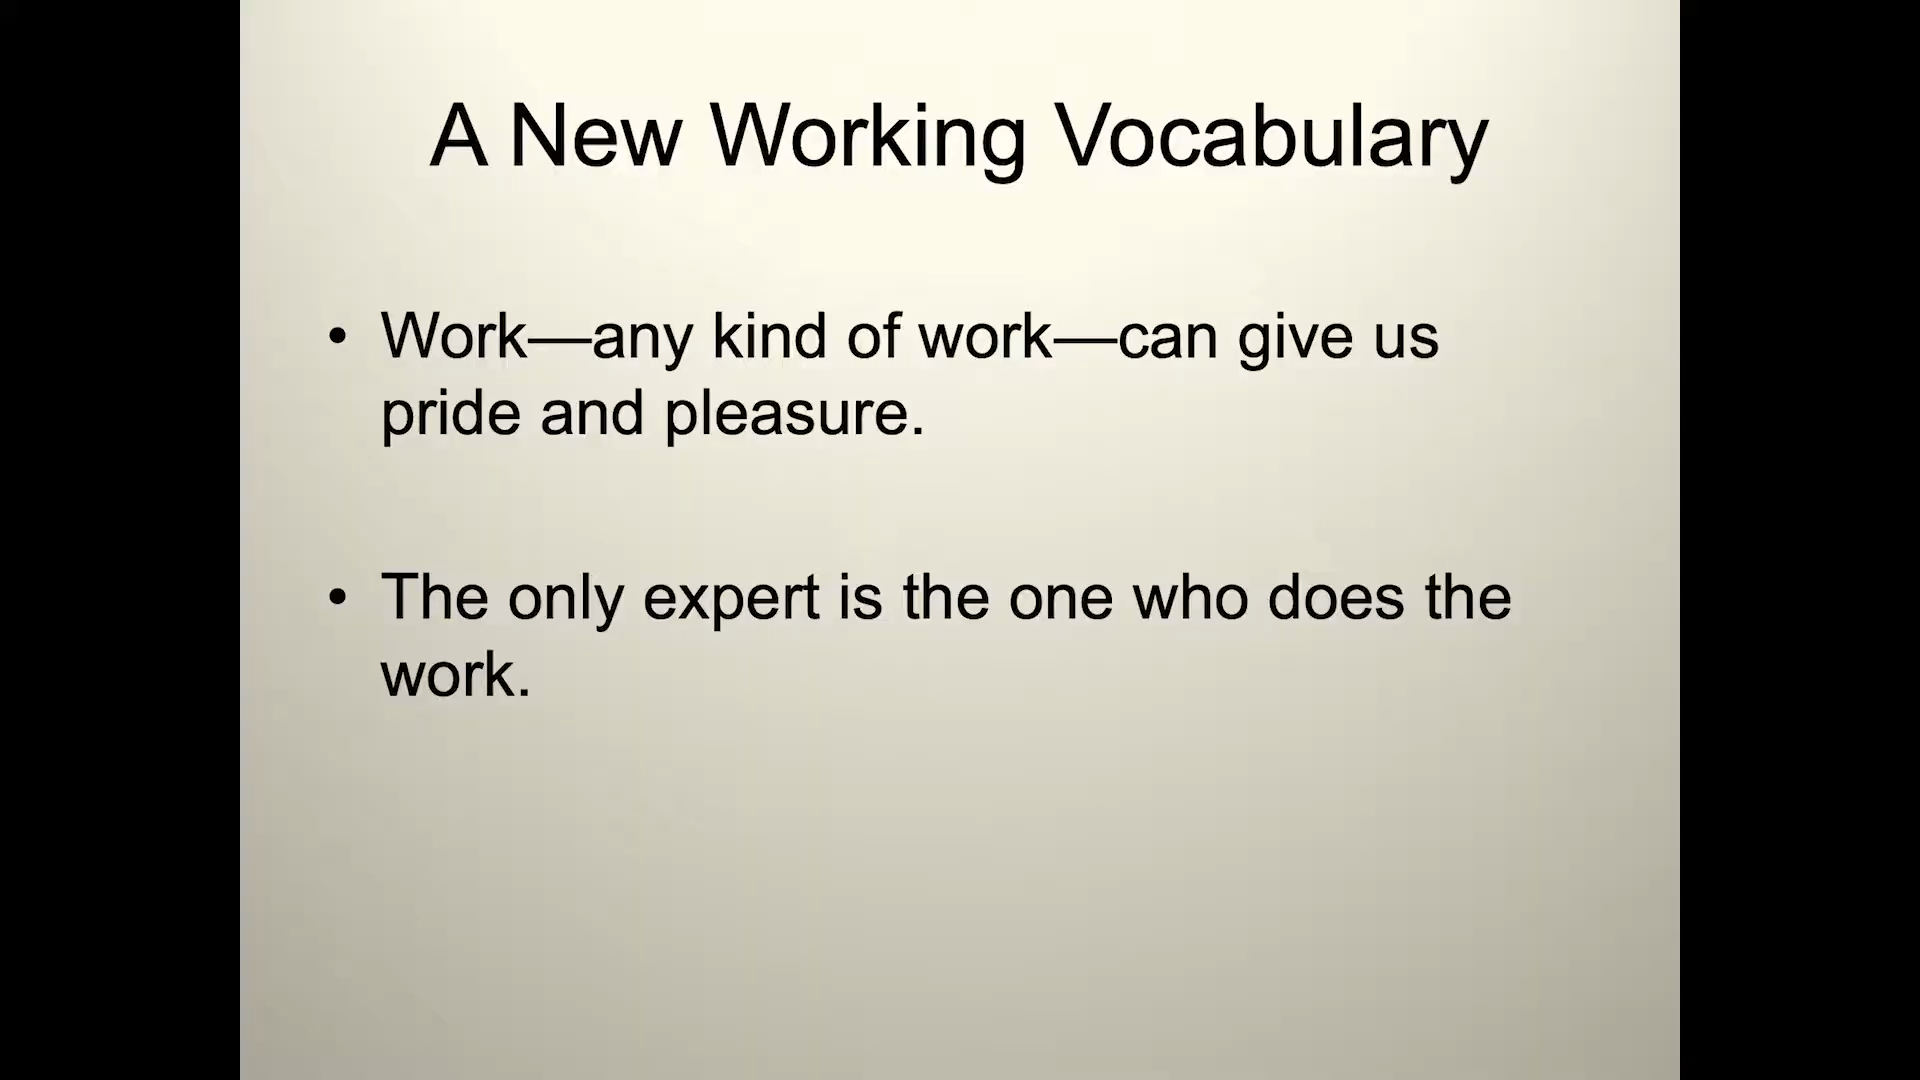 A New Working Vocabulary
• Work—any kind of work—can give us
pride and pleasure.
• The only expert is the one who does the
work.